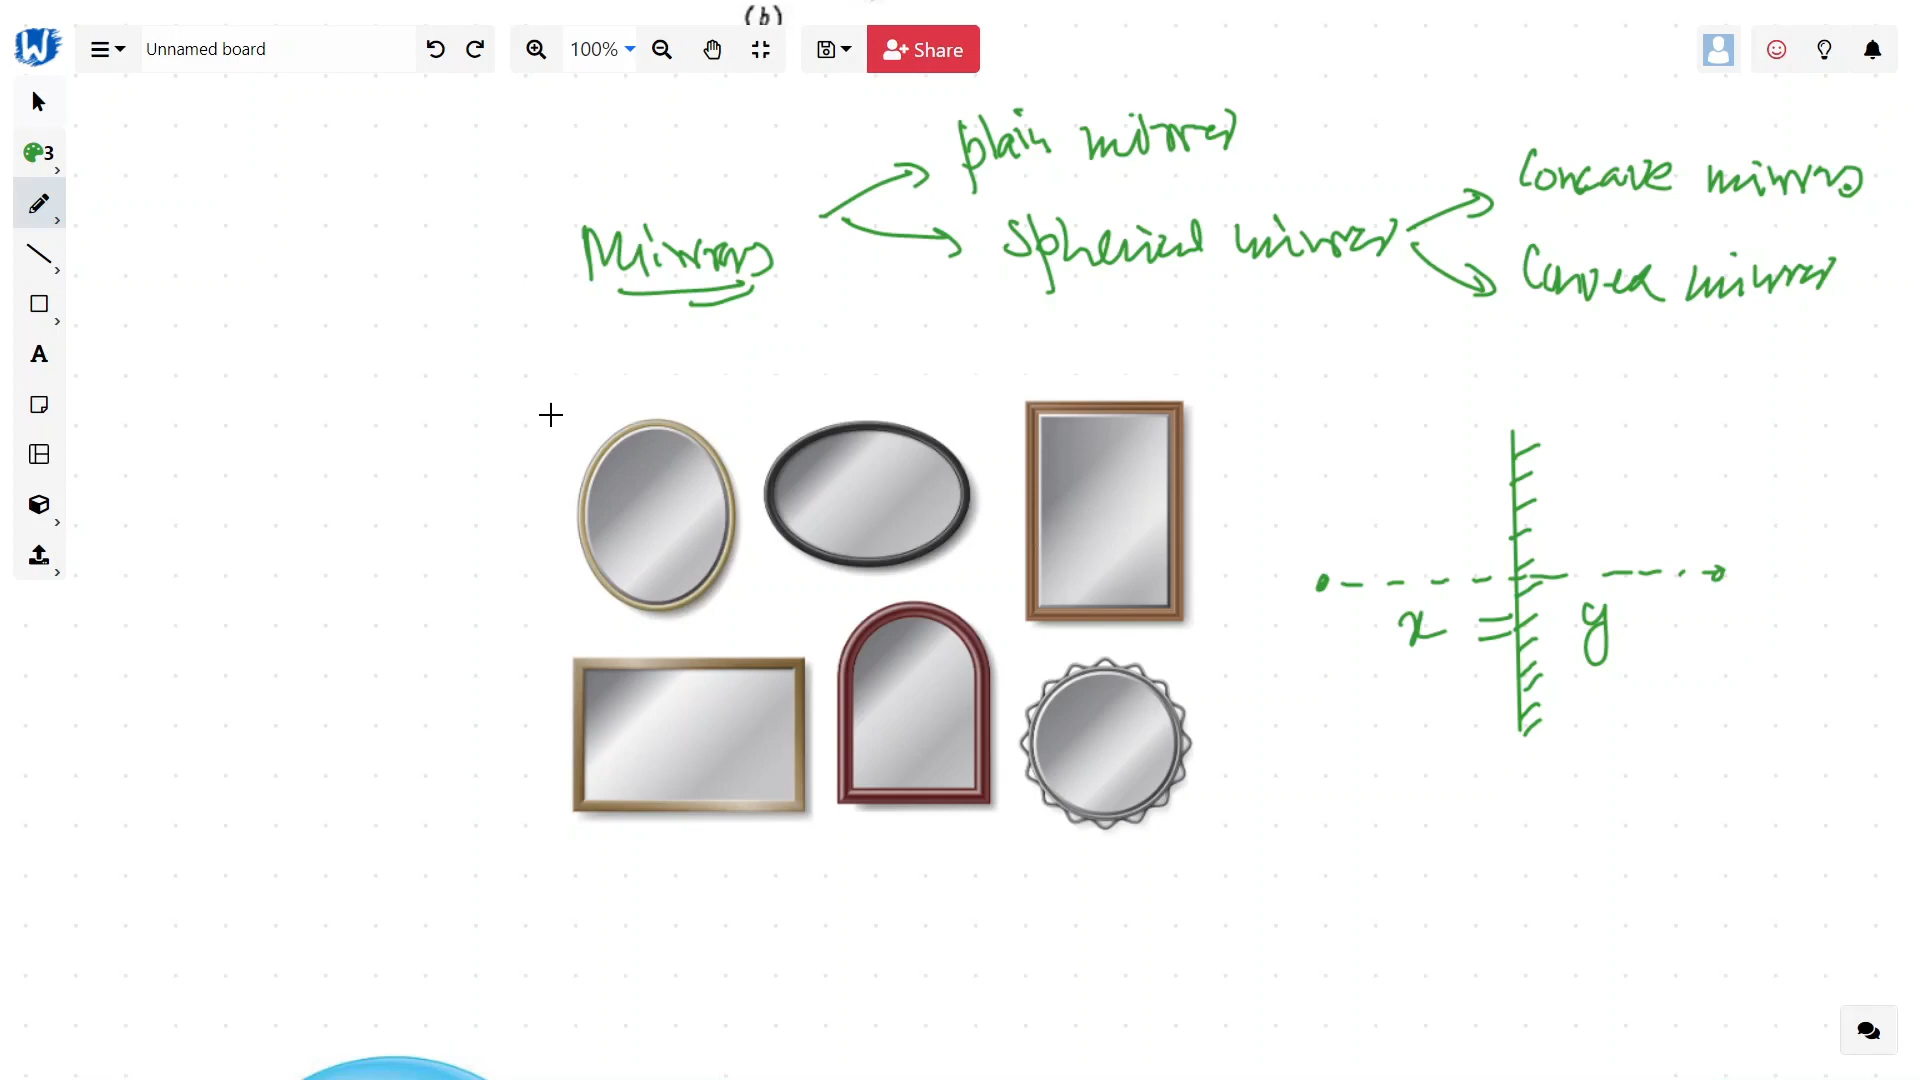 (b)
Unnamed board
100%
Share
3
A
plain mirror
Mirrors
Spherical mirror
Concave mirrors
Curved mirror
x = y